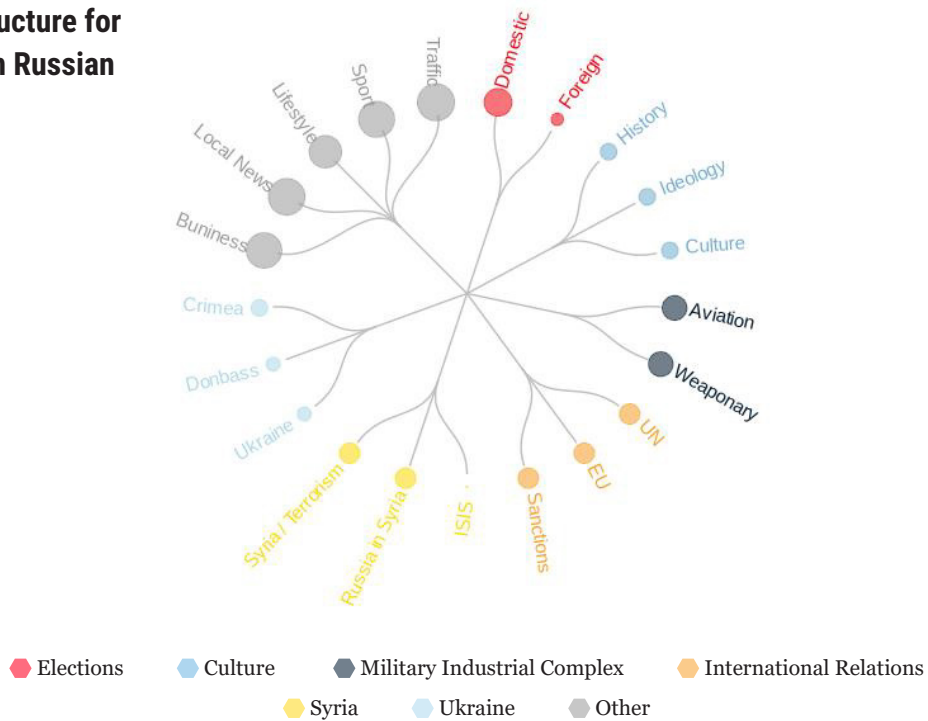 ucture for
n Russian
Traffic
Domestic
Sport
Foreign
Lifestyle
History
Local News
Ideology
Buniness
Culture
Crimea
Aviation
Donbass
Weaponary
Ukraine
UN
Syria / Terrorism
EU
Russia in Syria
ISIS
Sanctions
Elections
Culture
Military Industrial Complex
International Relations
Syria
Ukraine
Other